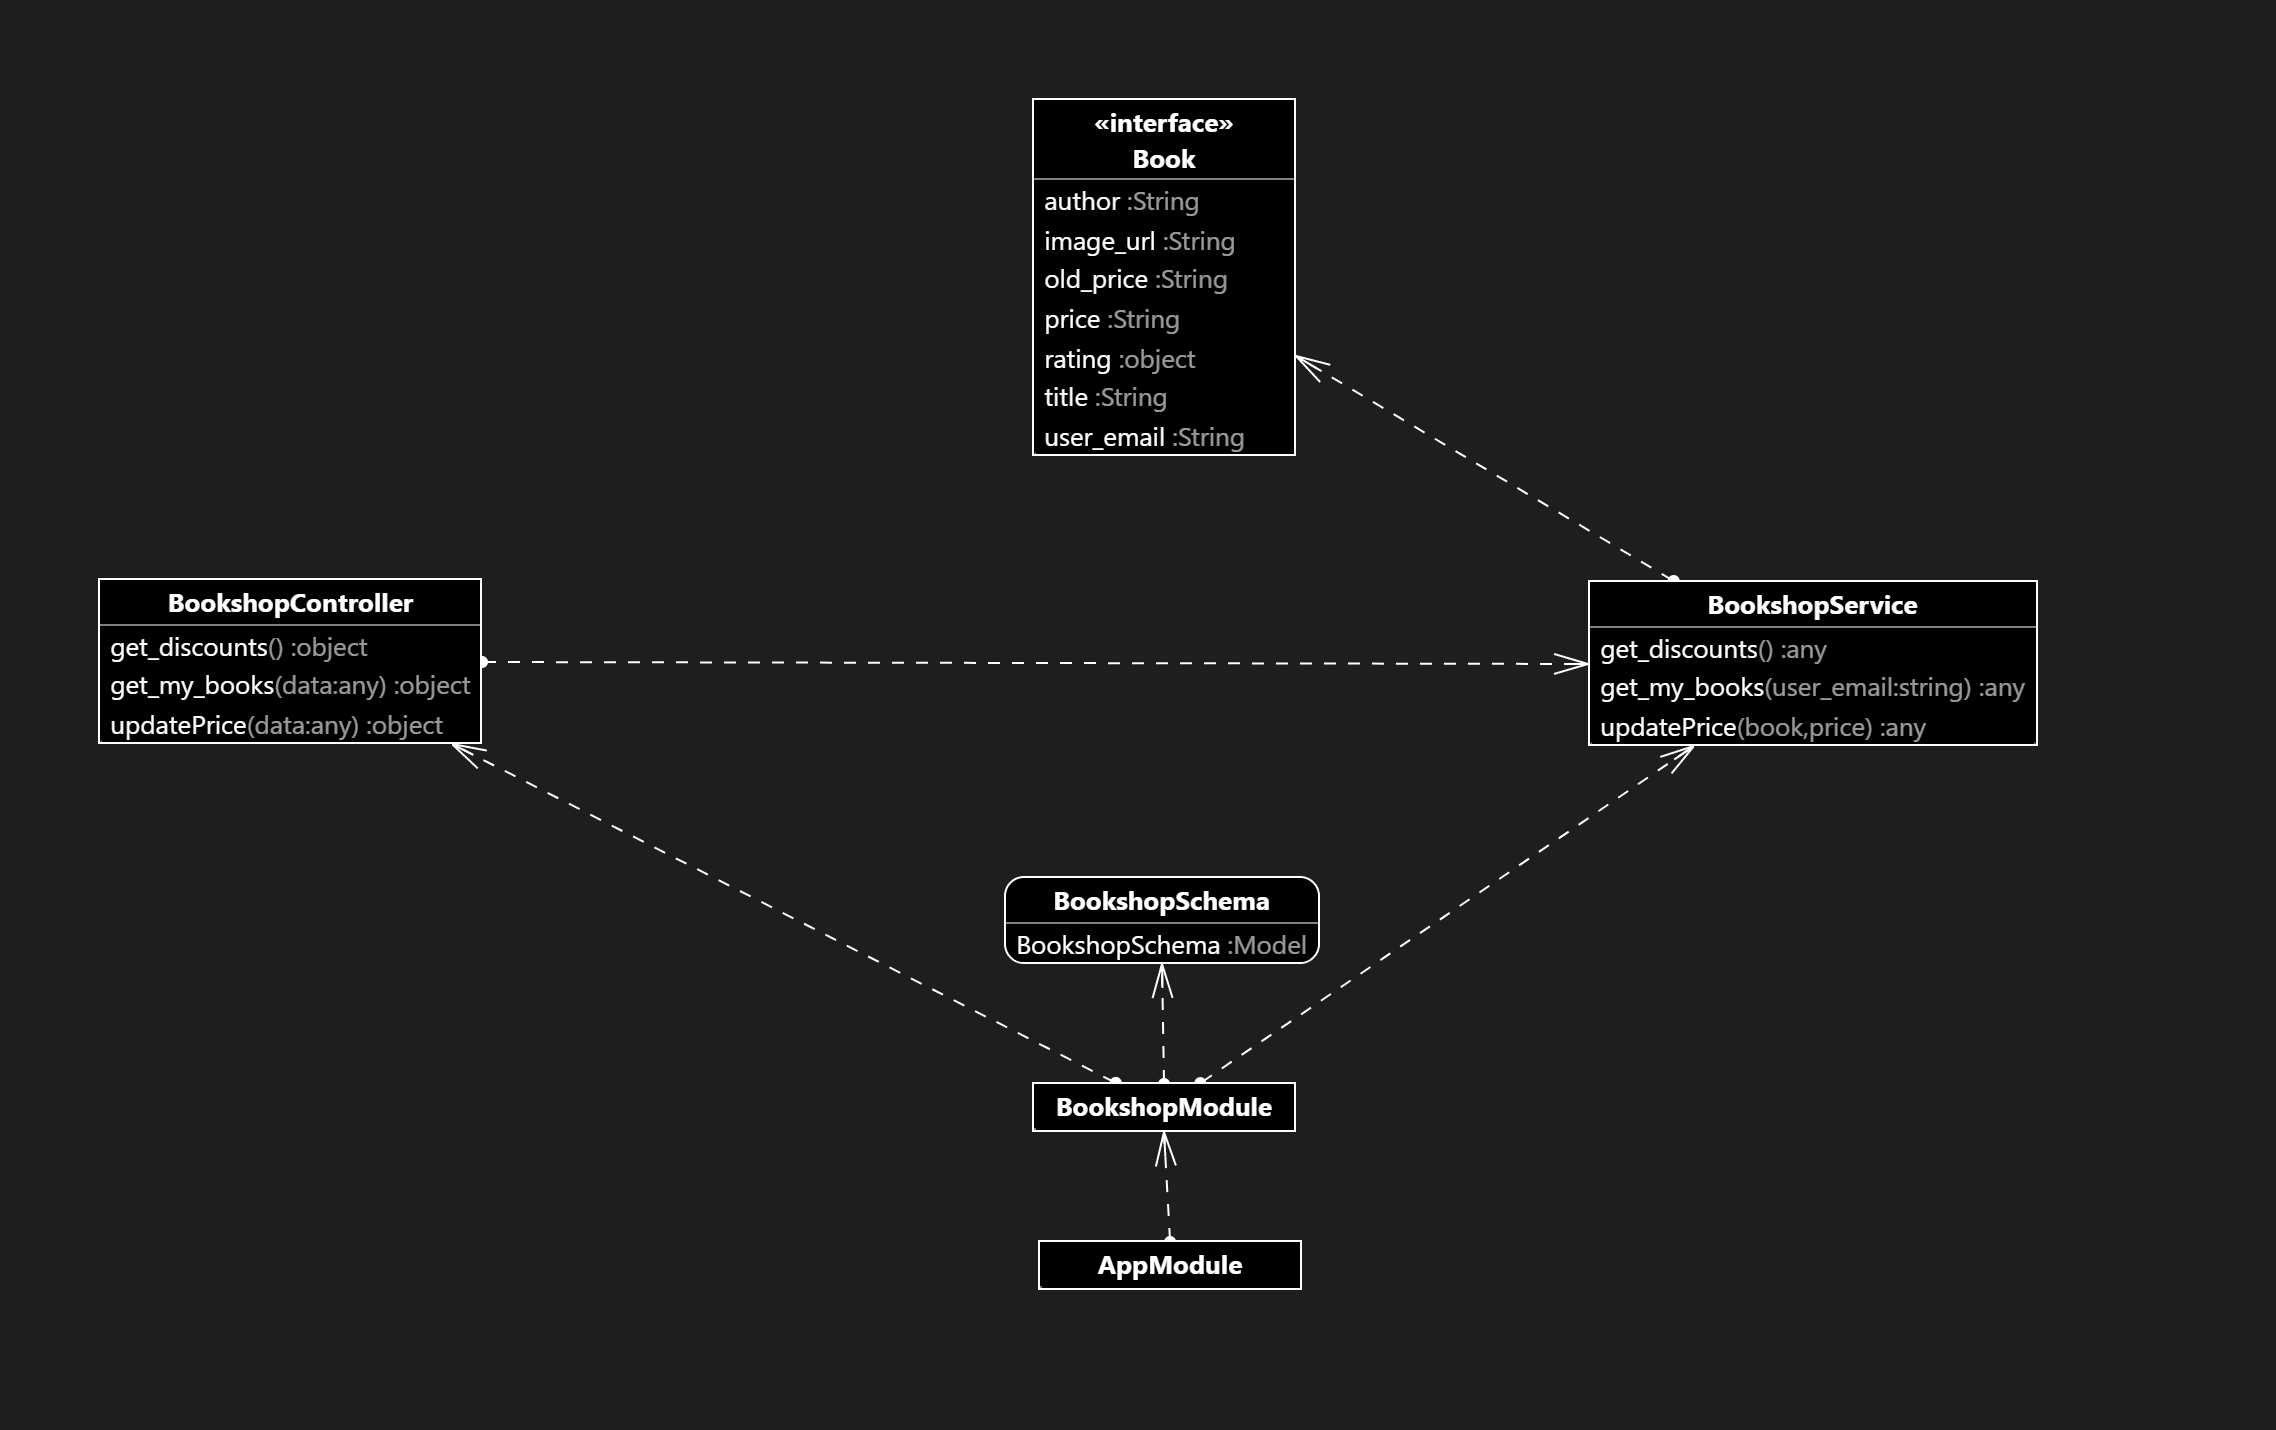 «interface»
Book
author :String
image_url :String
old_price :String
price :String
rating :object
title :String
user_email :String
BookshopController
get_discounts() :object
get_my_books(data:any) :object
updatePrice(data:any) :object
BookshopService
get_discounts() :any
get_my_books(user_email:string) :any
updatePrice(book,price) :any
BookshopSchema
BookshopSchema :Model
BookshopModule
AppModule